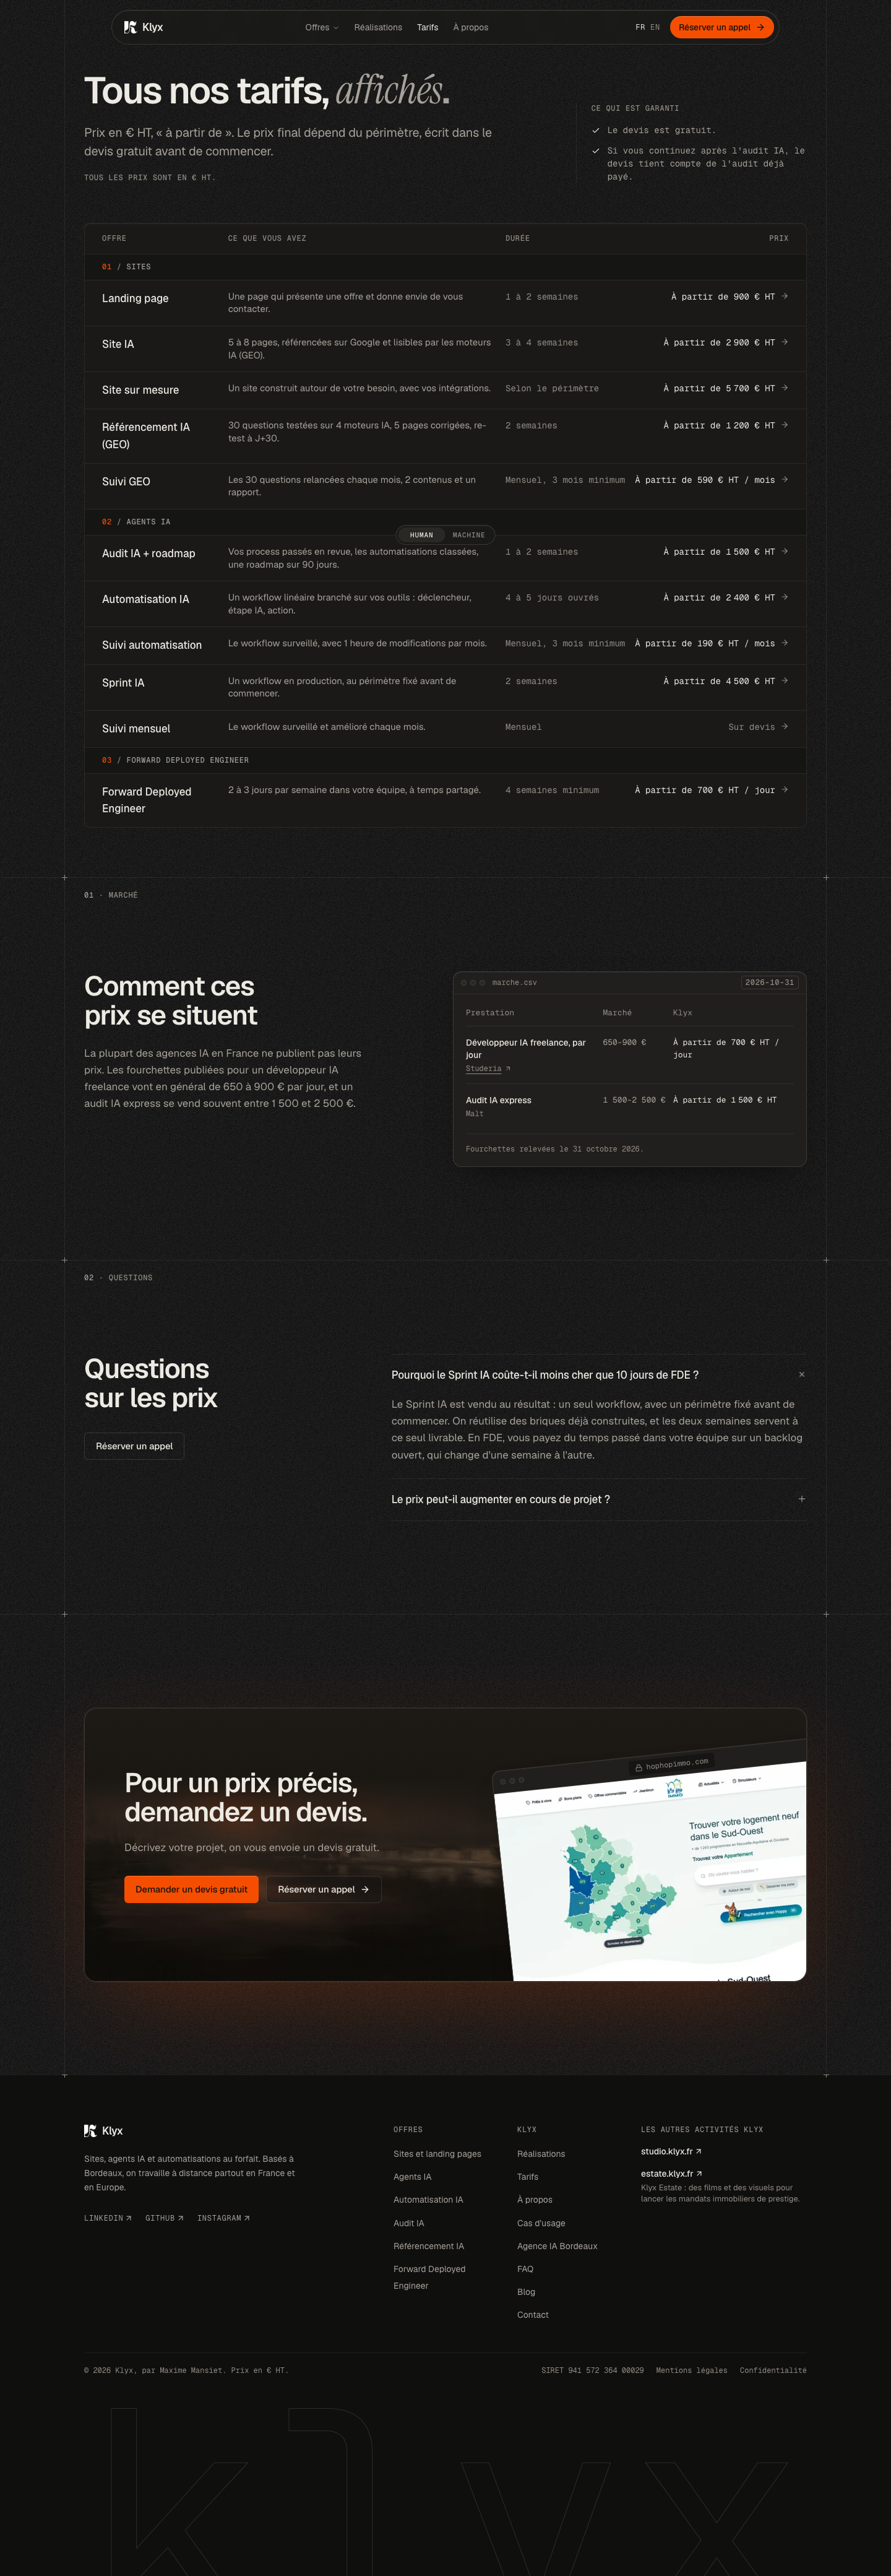 Klyx
Offres
Réalisations
Tarifs
À propos
FR EN
Réserver un appel
Tous nos tarifs, affichés.
Prix en € HT, « à partir de ». Le prix final dépend du périmètre, écrit dans le
devis gratuit avant de commencer.
TOUS LES PRIX SONT EN € HT.
CE QUI EST GARANTI
Le devis est gratuit.
Si vous continuez après l'audit IA, le
devis tient compte de l'audit déjà
payé.
OFFRE CE QUE VOUS AVEZ DURÉE PRIX
01 / SITES
Landing page
Une page qui présente une offre et donne envie de vous
contacter.
1 à 2 semaines
À partir de 900 € HT →
Site IA
5 à 8 pages, référencées sur Google et lisibles par les moteurs
IA (GEO).
3 à 4 semaines
À partir de 2 900 € HT →
Site sur mesure
Un site construit autour de votre besoin, avec vos intégrations.
Selon le périmètre
À partir de 5 700 € HT →
Référencement IA
(GEO)
30 questions testées sur 4 moteurs IA, 5 pages corrigées, re-
test à J+30.
2 semaines
À partir de 1 200 € HT →
Suivi GEO
Les 30 questions relancées chaque mois, 2 contenus et un
rapport.
Mensuel, 3 mois minimum
À partir de 590 € HT / mois →
02 / AGENTS IA
HUMAN MACHINE
Audit IA + roadmap
Vos process passés en revue, les automatisations classées,
une roadmap sur 90 jours.
1 à 2 semaines
À partir de 1 500 € HT →
Automatisation IA
Un workflow linéaire branché sur vos outils : déclencheur,
étape IA, action.
4 à 5 jours ouvrés
À partir de 2 400 € HT →
Suivi automatisation
Le workflow surveillé, avec 1 heure de modifications par mois.
Mensuel, 3 mois minimum
À partir de 190 € HT / mois →
Sprint IA
Un workflow en production, au périmètre fixé avant de
commencer.
2 semaines
À partir de 4 500 € HT →
Suivi mensuel
Le workflow surveillé et amélioré chaque mois.
Mensuel
Sur devis →
03 / FORWARD DEPLOYED ENGINEER
Forward Deployed
Engineer
2 à 3 jours par semaine dans votre équipe, à temps partagé.
4 semaines minimum
À partir de 700 € HT / jour →
01 · MARCHÉ
Comment ces
prix se situent
La plupart des agences IA en France ne publient pas leurs
prix. Les fourchettes publiées pour un développeur IA
freelance vont en général de 650 à 900 € par jour, et un
audit IA express se vend souvent entre 1 500 et 2 500 €.
marche.csv
2026-10-31
Prestation Marché Klyx
Développeur IA freelance, par
jour
Studeria ↗
650-900 €
À partir de 700 € HT /
jour
Audit IA express
Malt
1 500-2 500 €
À partir de 1 500 € HT
Fourchettes relevées le 31 octobre 2026.
02 · QUESTIONS
Questions
sur les prix
Réserver un appel
Pourquoi le Sprint IA coûte-t-il moins cher que 10 jours de FDE ?
Le Sprint IA est vendu au résultat : un seul workflow, avec un périmètre fixé avant de
commencer. On réutilise des briques déjà construites, et les deux semaines servent à
ce seul livrable. En FDE, vous payez du temps passé dans votre équipe sur un backlog
ouvert, qui change d'une semaine à l'autre.
Le prix peut-il augmenter en cours de projet ?
Pour un prix précis,
demandez un devis.
Décrivez votre projet, on vous envoie un devis gratuit.
Demander un devis gratuit
Réserver un appel →
hophopimmo.com
Trouver votre logement neuf
dans le Sud-Ouest
Trouvez votre Appartement
Rechercher avec Happy
Sud-Ouest
Klyx
Sites, agents IA et automatisations au forfait. Basés à
Bordeaux, on travaille à distance partout en France et
en Europe.
LINKEDIN ↗ GITHUB ↗ INSTAGRAM ↗
OFFRES
Sites et landing pages
Agents IA
Automatisation IA
Audit IA
Référencement IA
Forward Deployed
Engineer
KLYX
Réalisations
Tarifs
À propos
Cas d'usage
Agence IA Bordeaux
FAQ
Blog
Contact
LES AUTRES ACTIVITÉS KLYX
studio.klyx.fr ↗
estate.klyx.fr ↗
Klyx Estate : des films et des visuels pour
lancer les mandats immobiliers de prestige.
© 2026 Klyx, par Maxime Mansiet. Prix en € HT.
SIRET 941 572 364 00029 Mentions légales Confidentialité
klyx